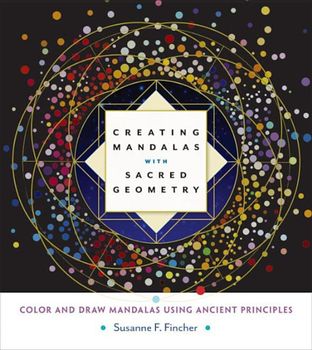 CREATING
MANDALAS
WITH
SACRED
GEOMETRY
COLOR AND DRAW MANDALAS USING ANCIENT PRINCIPLES
Susanne F. Fincher